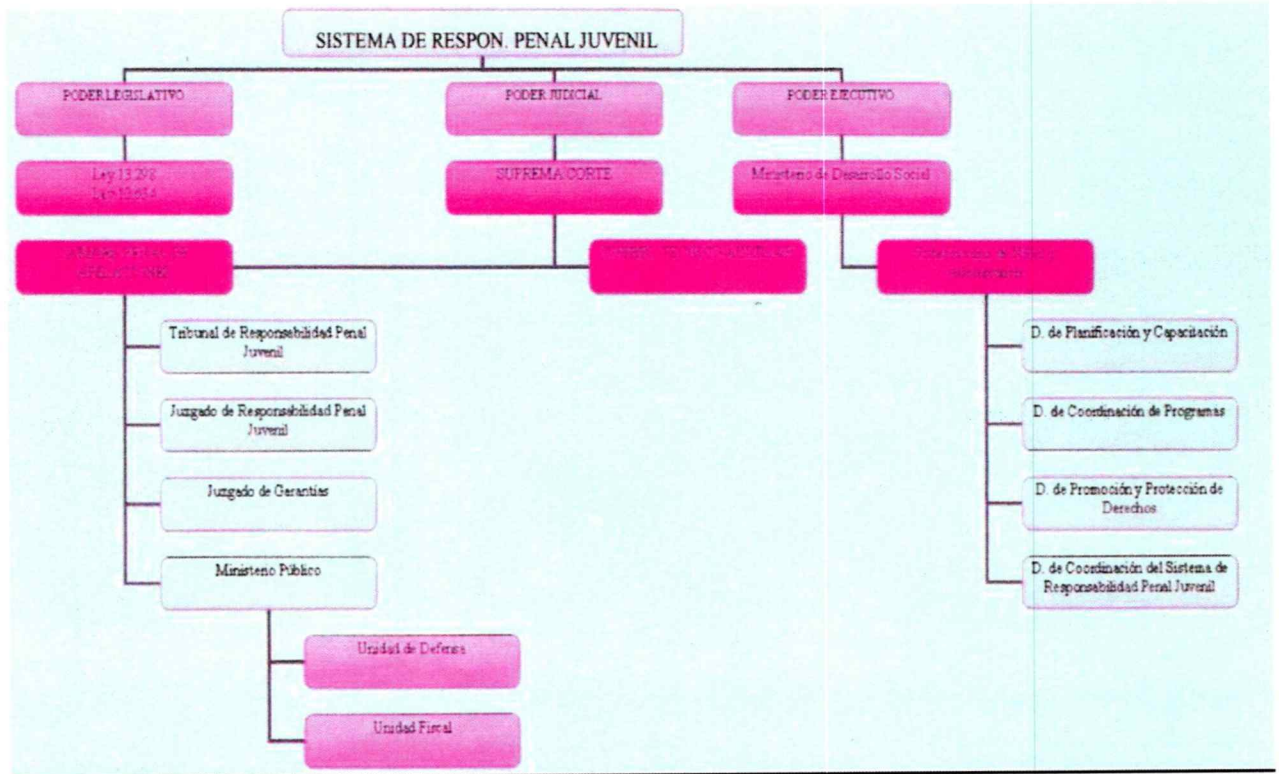 SISTEMA DE RESPON. PENAL JUVENIL
PODER LEGISLATIVO
PODER JUDICIAL
PODER EJECUTIVO
Ley 13.298
SUPREMA CORTE
Ministerio de Desarrollo Social
Tribunal de Responsabilidad Penal
Juvenil
Juzgado de Responsabilidad Penal
Juvenil
Juzgado de Garantías
Ministerio Público
Unidad de Defensa
Unidad Fiscal
D. de Planificación y Capacitación
D. de Coordinación de Programas
D. de Promoción y Protección de
Derechos
D. de Coordinación del Sistema de
Responsabilidad Penal Juvenil